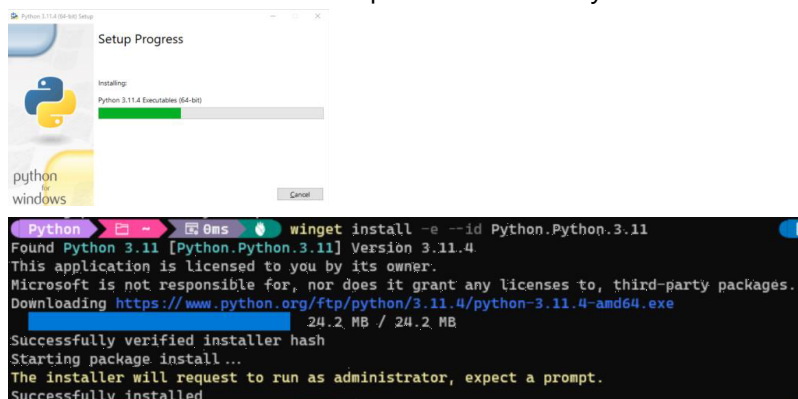 Python 3.11.4 (64-bit) Setup
Setup Progress
Installing:
Python 3.11.4 Executables (64-bit)
python
for
windows
Cancel
Python ~ 0ms winget install -e --id Python.Python.3.11
Found Python 3.11 [Python.Python.3.11] Version 3.11.4
This application is licensed to you by its owner.
Microsoft is not responsible for, nor does it grant any licenses to, third-party packages.
Downloading https://www.python.org/ftp/python/3.11.4/python-3.11.4-amd64.exe
24.2 MB / 24.2 MB
Successfully verified installer hash
Starting package install...
The installer will request to run as administrator, expect a prompt.
Successfully installed